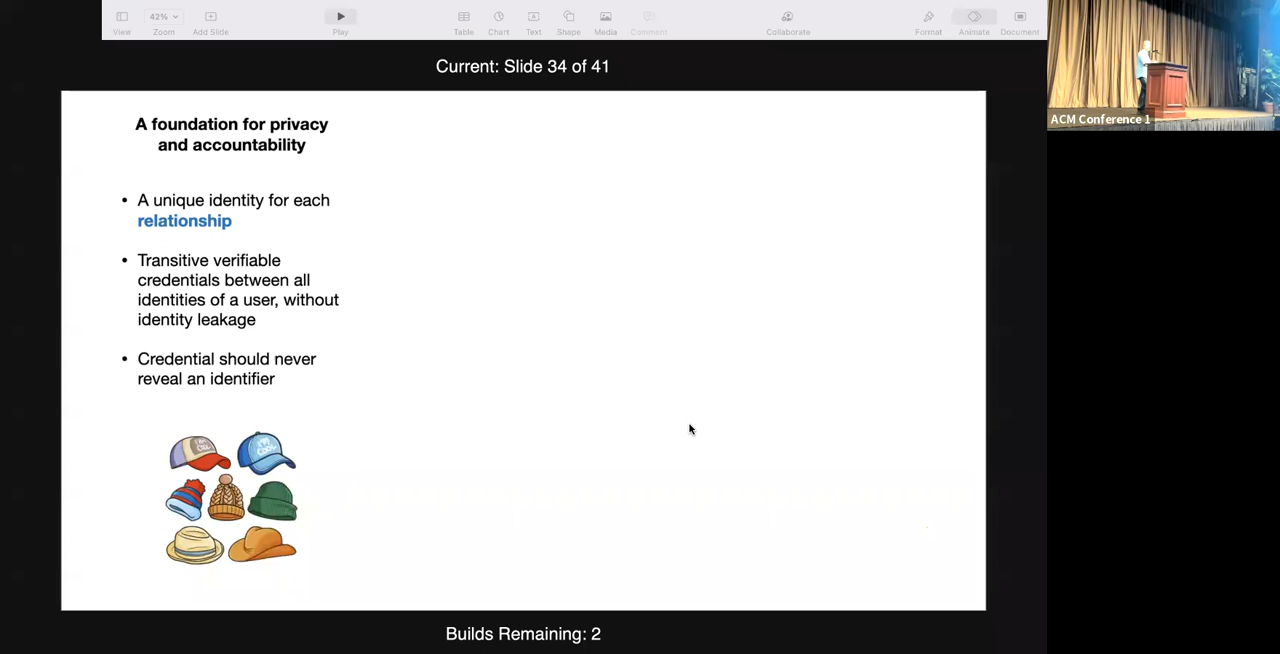 42%
View
Zoom
Add Slide
Play
Table
Chart
Text
Shape
Media
Comment
Collaborate
Format
Animate
Document
Current: Slide 34 of 41
ACM Conference 1
A foundation for privacy
and accountability
• A unique identity for each
relationship
• Transitive verifiable
credentials between all
identities of a user, without
identity leakage
• Credential should never
reveal an identifier
COOL
COOL
Builds Remaining: 2